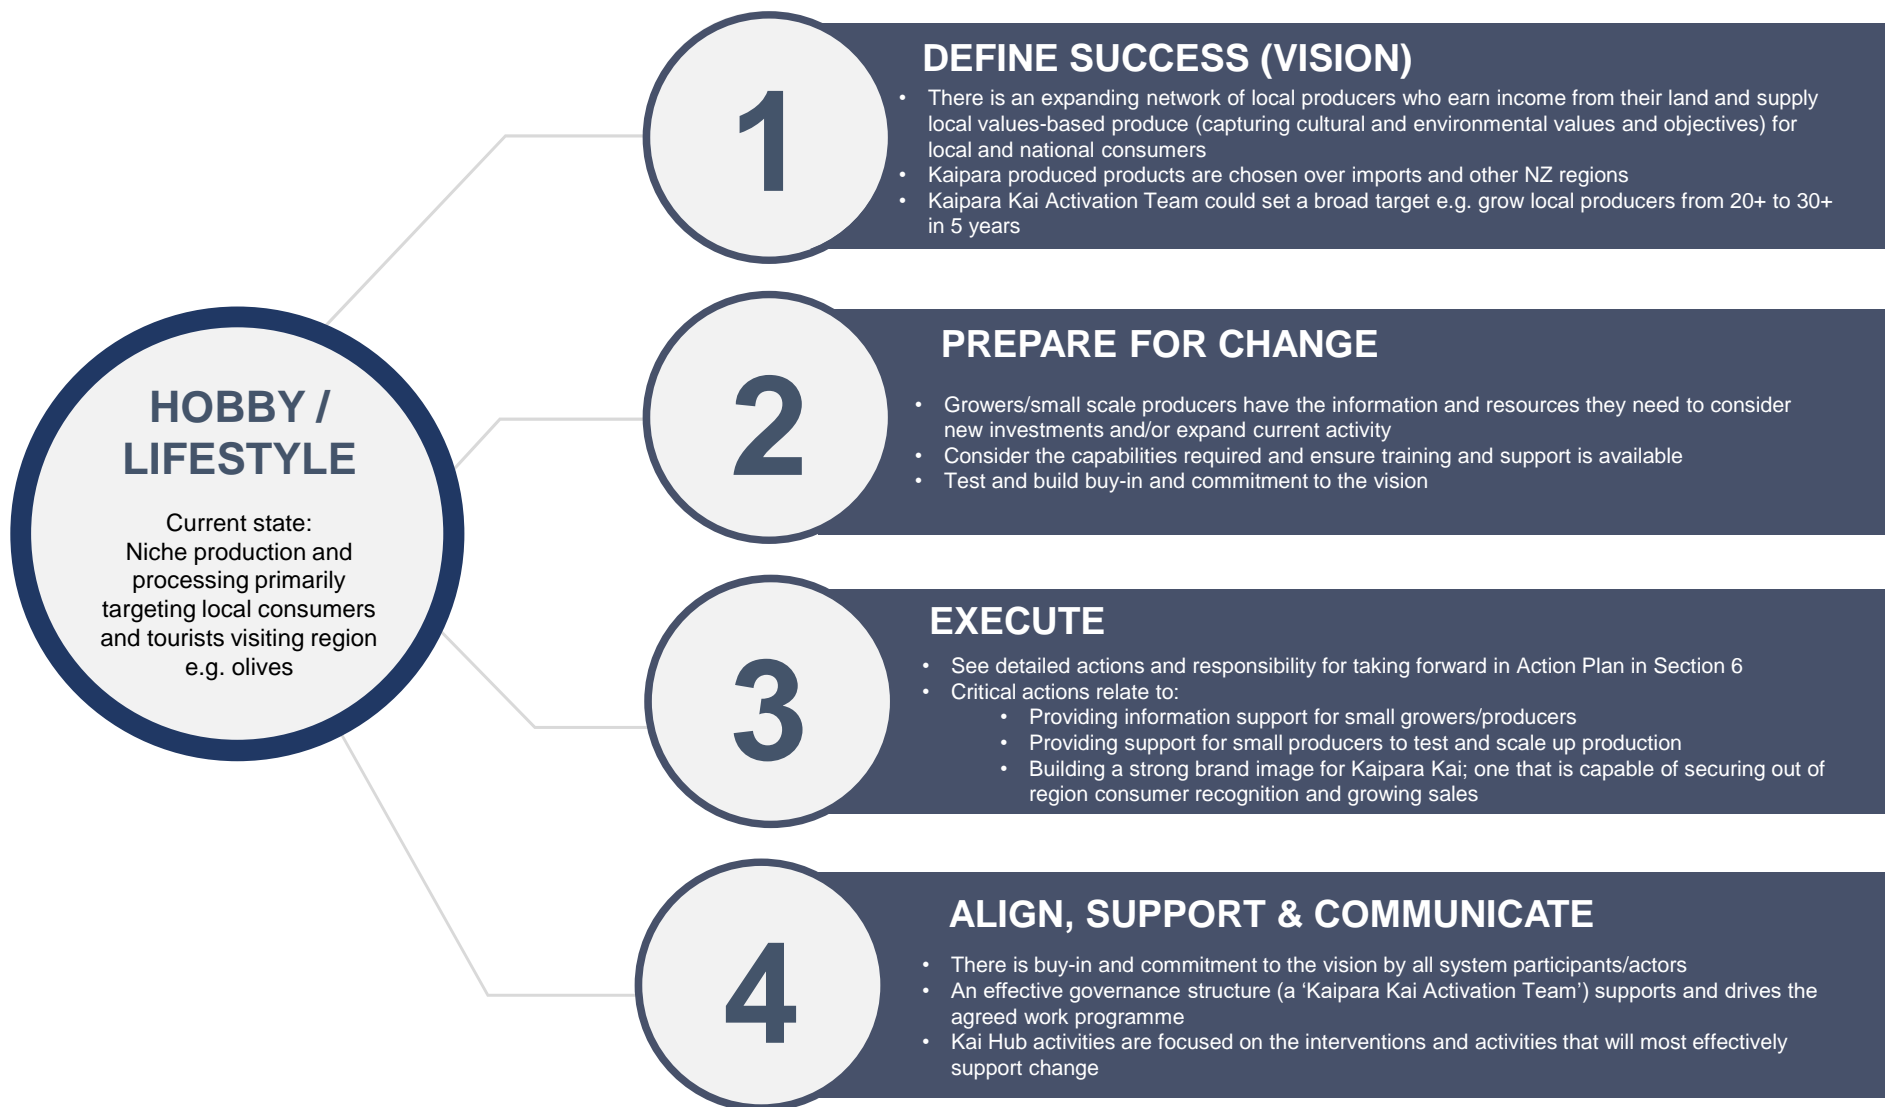 HOBBY /
LIFESTYLE
Current state:
Niche production and
processing primarily
targeting local consumers
and tourists visiting region
e.g. olives
1
DEFINE SUCCESS (VISION)
• There is an expanding network of local producers who earn income from their land and supply
local values-based produce (capturing cultural and environmental values and objectives) for
local and national consumers
• Kaipara produced products are chosen over imports and other NZ regions
• Kaipara Kai Activation Team could set a broad target e.g. grow local producers from 20+ to 30+
in 5 years
2
PREPARE FOR CHANGE
• Growers/small scale producers have the information and resources they need to consider
new investments and/or expand current activity
• Consider the capabilities required and ensure training and support is available
• Test and build buy-in and commitment to the vision
3
EXECUTE
• See detailed actions and responsibility for taking forward in Action Plan in Section 6
• Critical actions relate to:
• Providing information support for small growers/producers
• Providing support for small producers to test and scale up production
• Building a strong brand image for Kaipara Kai; one that is capable of securing out of
region consumer recognition and growing sales
4
ALIGN, SUPPORT & COMMUNICATE
• There is buy-in and commitment to the vision by all system participants/actors
• An effective governance structure (a ‘Kaipara Kai Activation Team’) supports and drives the
agreed work programme
• Kai Hub activities are focused on the interventions and activities that will most effectively
support change